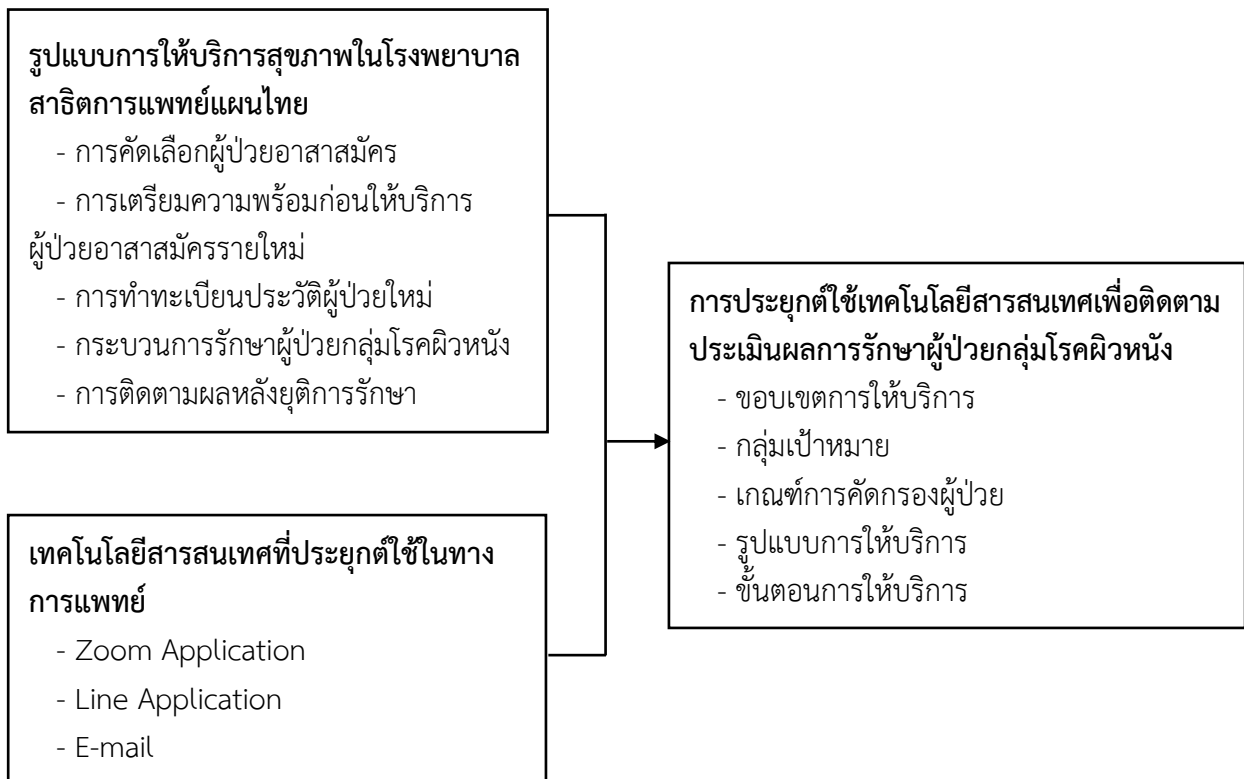 รูปแบบการให้บริการสุขภาพในโรงพยาบาล
สาธิตการแพทย์แผนไทย
- การคัดเลือกผู้ป่วยอาสาสมัคร
- การเตรียมความพร้อมก่อนให้บริการ
ผู้ป่วยอาสาสมัครรายใหม่
- การทำทะเบียนประวัติผู้ป่วยใหม่
- กระบวนการรักษาผู้ป่วยกลุ่มโรคผิวหนัง
- การติดตามผลหลังยุติการรักษา
เทคโนโลยีสารสนเทศที่ประยุกต์ใช้ในทาง
การแพทย์
- Zoom Application
- Line Application
- E-mail
การประยุกต์ใช้เทคโนโลยีสารสนเทศเพื่อติดตาม
ประเมินผลการรักษาผู้ป่วยกลุ่มโรคผิวหนัง
- ขอบเขตการให้บริการ
- กลุ่มเป้าหมาย
- เกณฑ์การคัดกรองผู้ป่วย
- รูปแบบการให้บริการ
- ขั้นตอนการให้บริการ